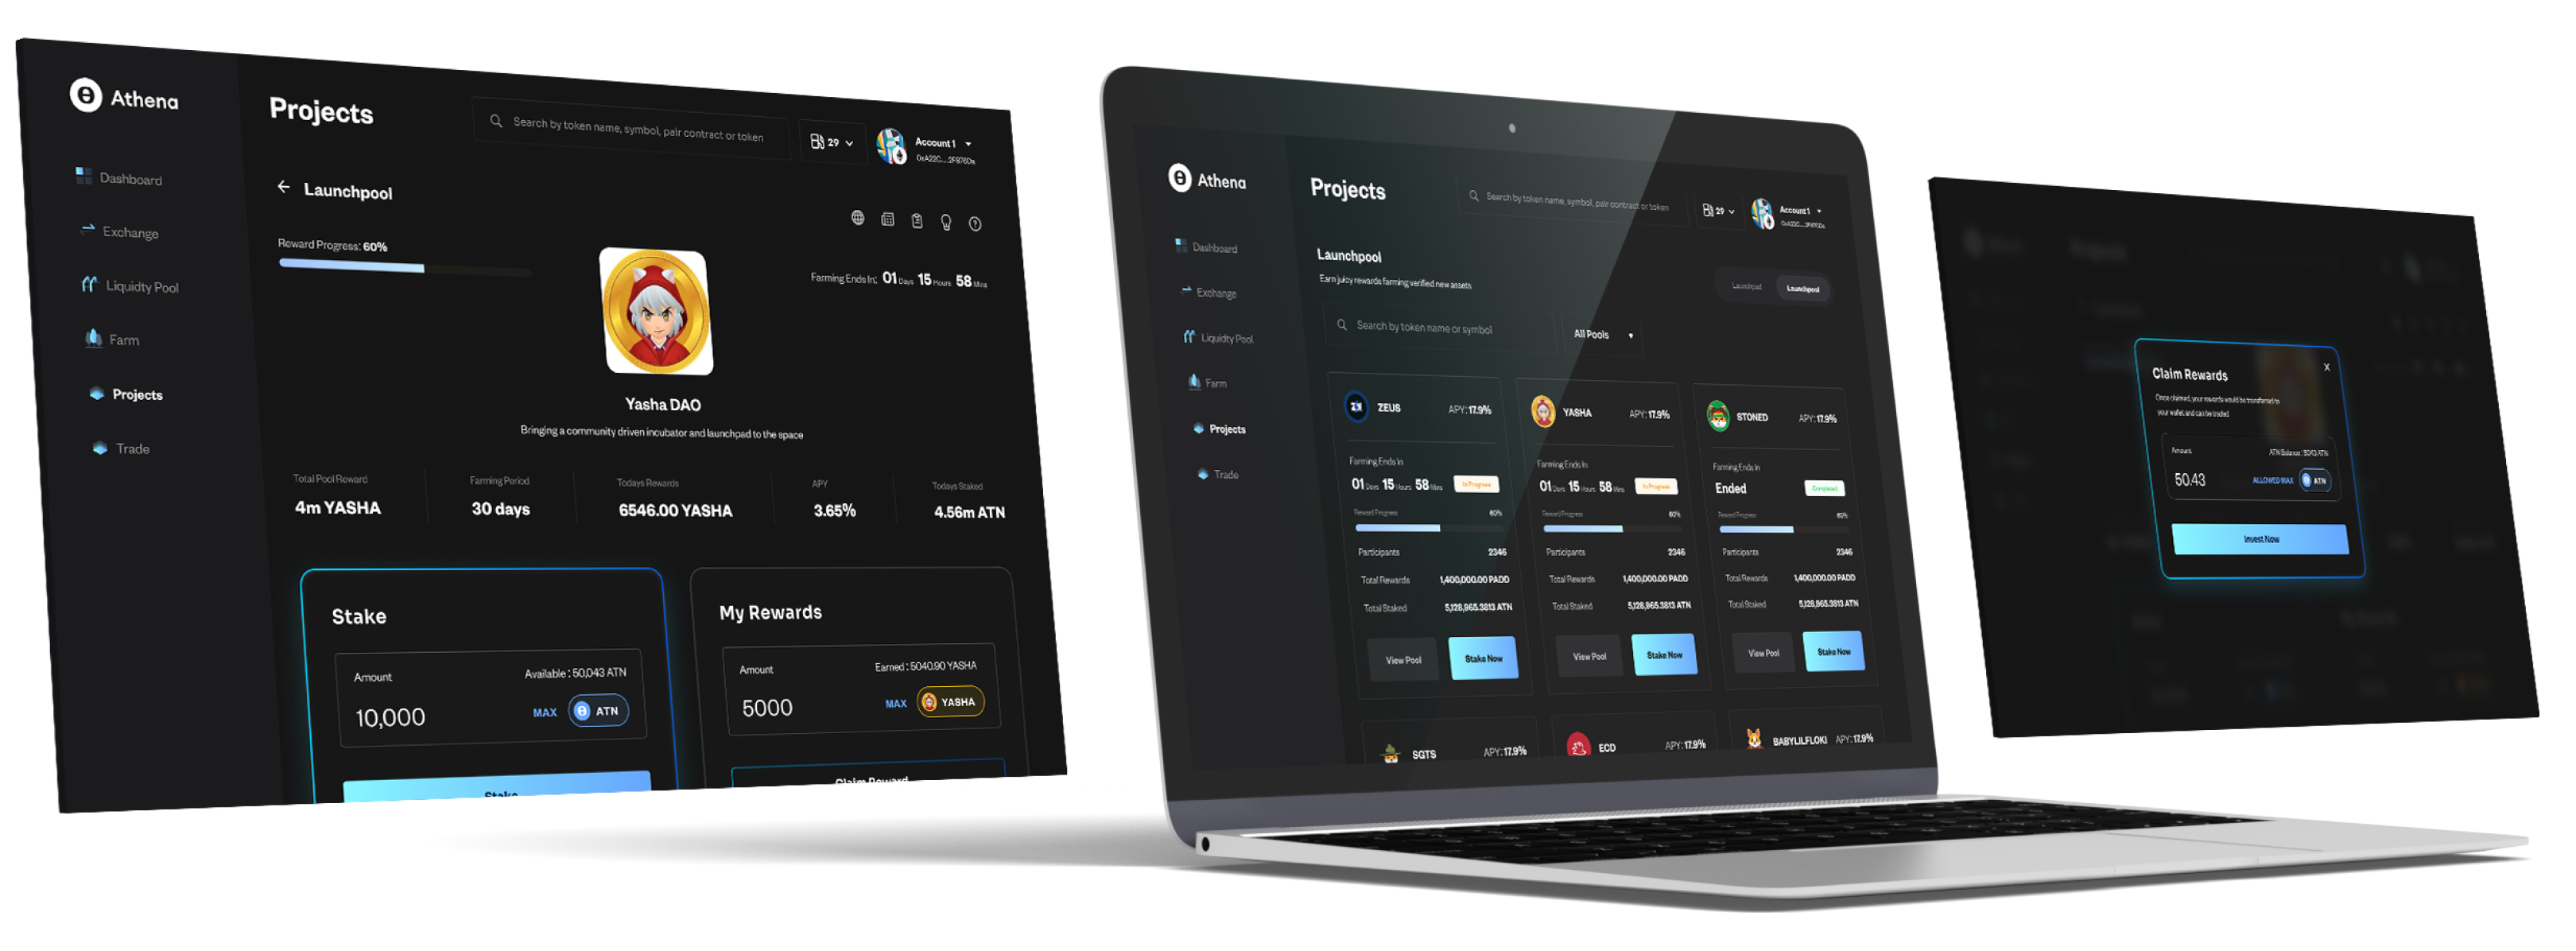 Athena
Projects
Search by token name, symbol, pair contract or token
29
Account 1
0xA22C....2F876Da
Dashboard
Exchange
Liquidty Pool
Farm
Projects
Trade
Launchpool
Reward Progress: 60%
Farming Ends In: 01 Days 15 Hours 58 Mins
Yasha DAO
Bringing a community driven incubator and launchpad to the space
Total Pool Reward
4m YASHA
Farming Period
30 days
Todays Rewards
6546.00 YASHA
APY
3.65%
Todays Staked
4.56m ATN
Stake
Amount
Available : 50,043 ATN
10,000
MAX
ATN
Stake
My Rewards
Amount
Earned : 5040.90 YASHA
5000
MAX
YASHA
Claim Reward
Athena
Projects
Search by token name, symbol, pair contract or token
29
Account 1
Dashboard
Exchange
Liquidty Pool
Farm
Projects
Trade
Launchpool
Earn juicy rewards farming verified new assets
Launchpad
Launchpool
Search by token name or symbol
All Pools
ZEUS
APY: 17.9%
Farming Ends In
01 Days 15 Hours 58 Mins
In Progress
Reward Progress
60%
Participants
2346
Total Rewards
1,400,000.00 PADD
Total Staked
5,128,965.3813 ATN
View Pool
Stake Now
YASHA
APY: 17.9%
Farming Ends In
01 Days 15 Hours 58 Mins
In Progress
Reward Progress
60%
Participants
2346
Total Rewards
1,400,000.00 PADD
Total Staked
5,128,965.3813 ATN
View Pool
Stake Now
STONED
APY: 17.9%
Farming Ends In
Ended
Completed
Reward Progress
60%
Participants
2346
Total Rewards
1,400,000.00 PADD
Total Staked
5,128,965.3813 ATN
View Pool
Stake Now
SGTS
APY: 17.9%
ECD
APY: 17.9%
BABYLILFLOKI
APY: 17.9%
Claim Rewards
X
Once claimed, your rewards would be transferred to
your wallet and can be traded
Amount
ATN Balance : 5043 ATN
50.43
ALLOWED MAX
ATN
Invest Now